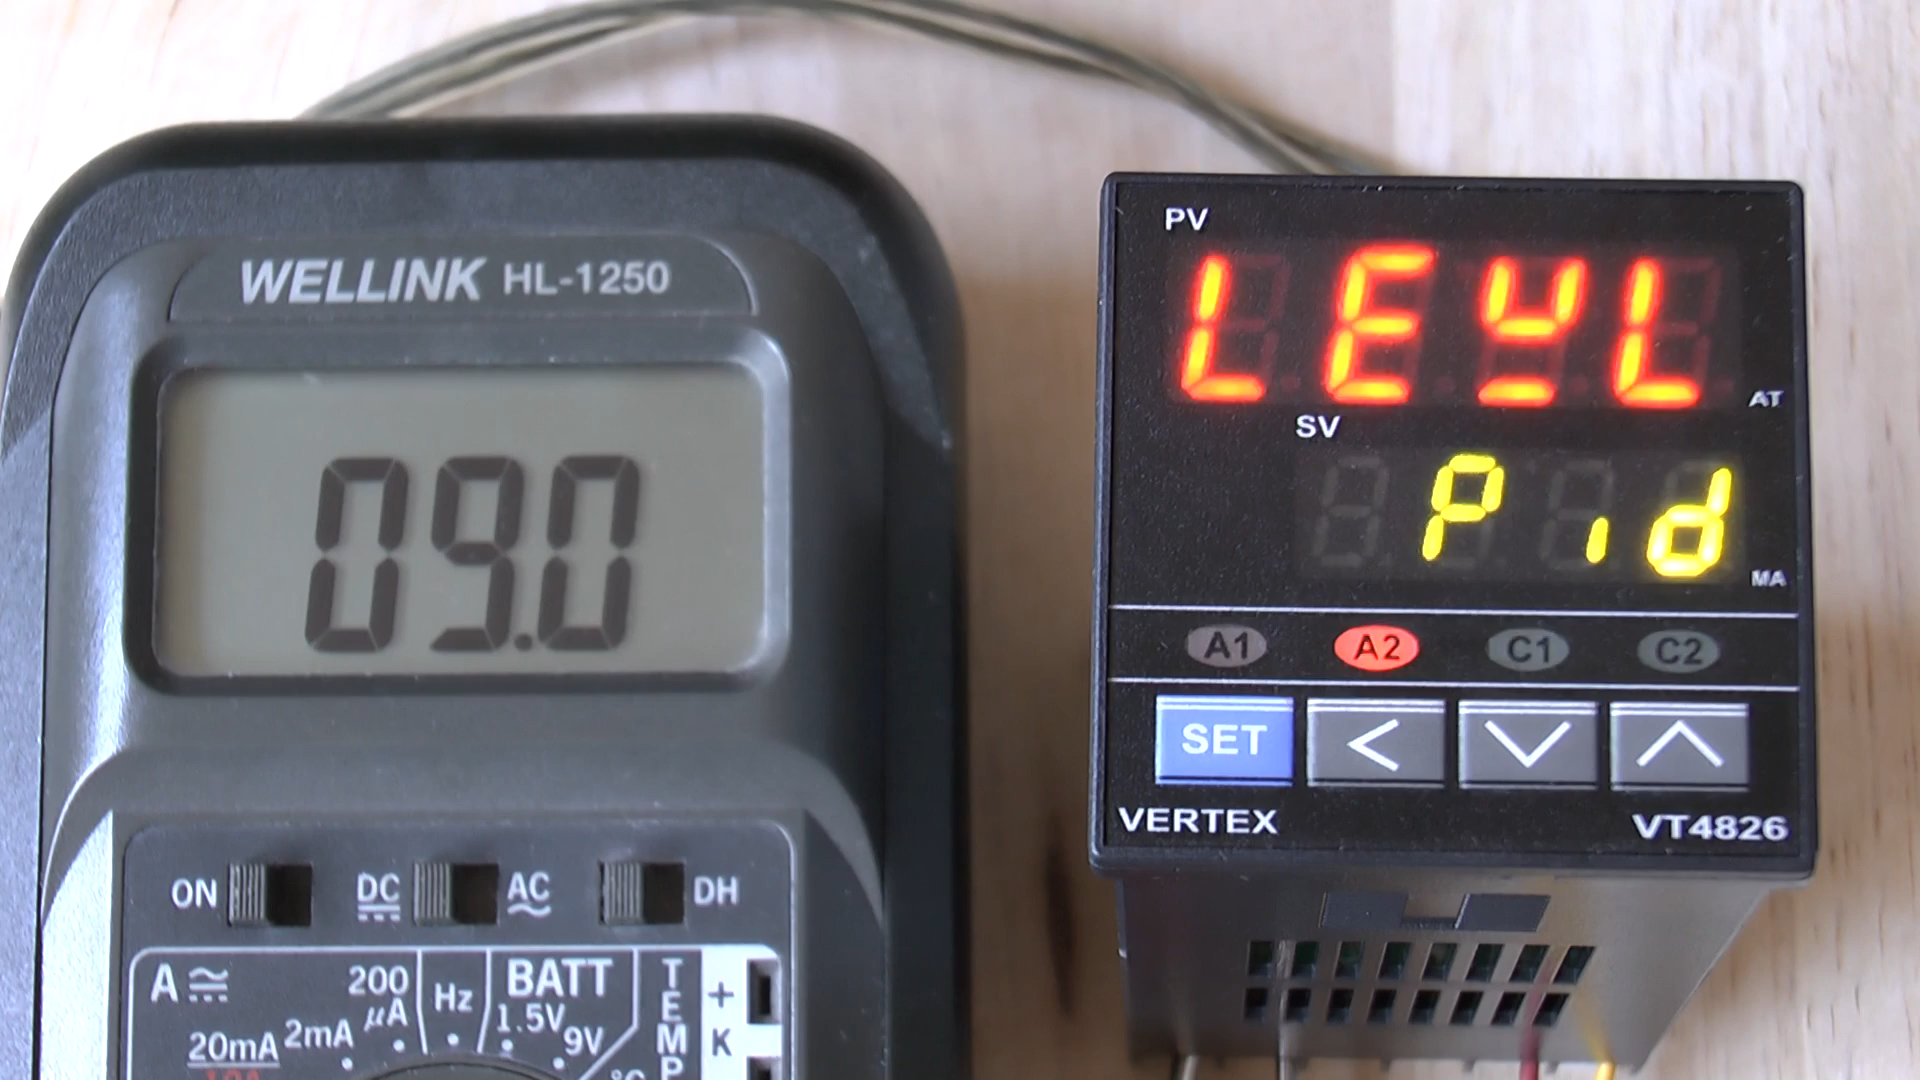 WELLINK HL-1250
09.0
ON DC AC DH
A 200 μA Hz BATT 1.5V 9V TEMP + K
20mA 2mA
°C
PV
LEVL
AT
SV
Pid
MA
A1 A2 C1 C2
SET
VERTEX VT4826